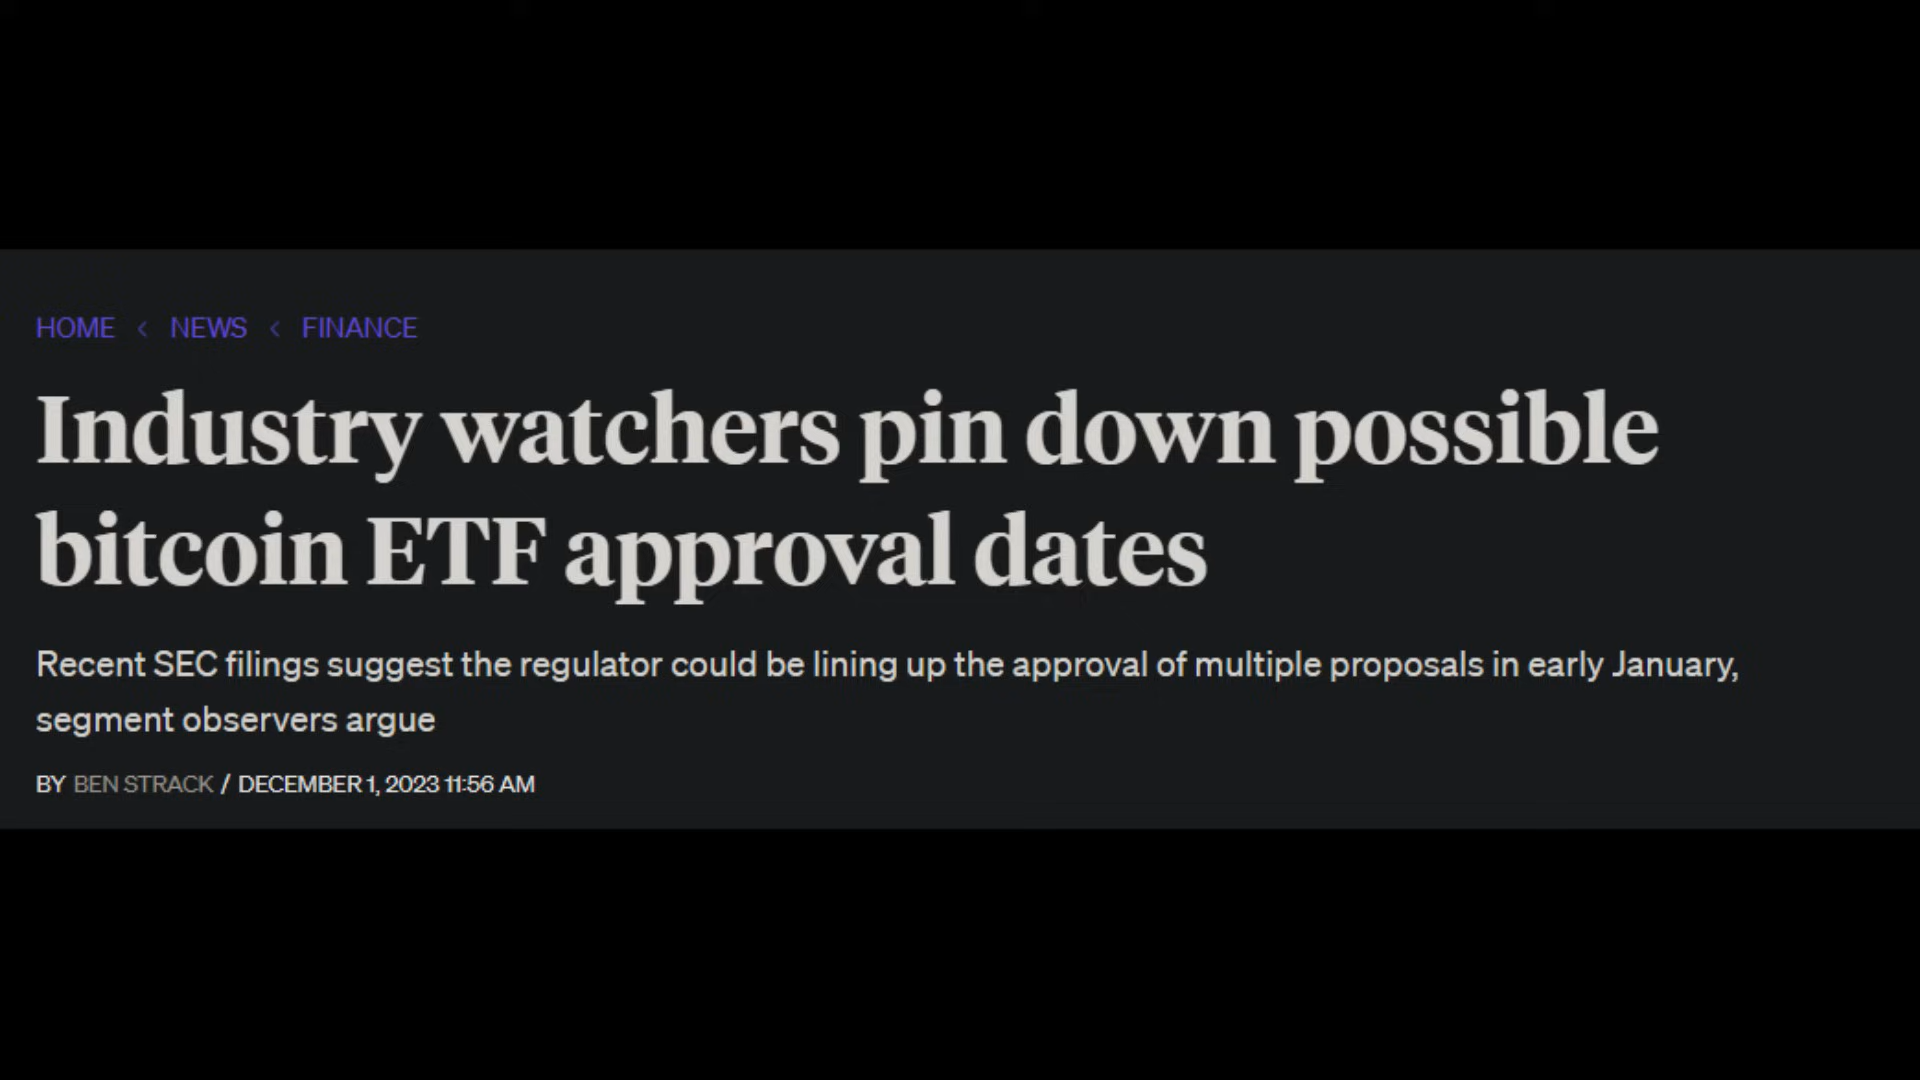 HOME < NEWS < FINANCE
Industry watchers pin down possible
bitcoin ETF approval dates
Recent SEC filings suggest the regulator could be lining up the approval of multiple proposals in early January,
segment observers argue
BY BEN STRACK / DECEMBER 1, 2023 11:56 AM